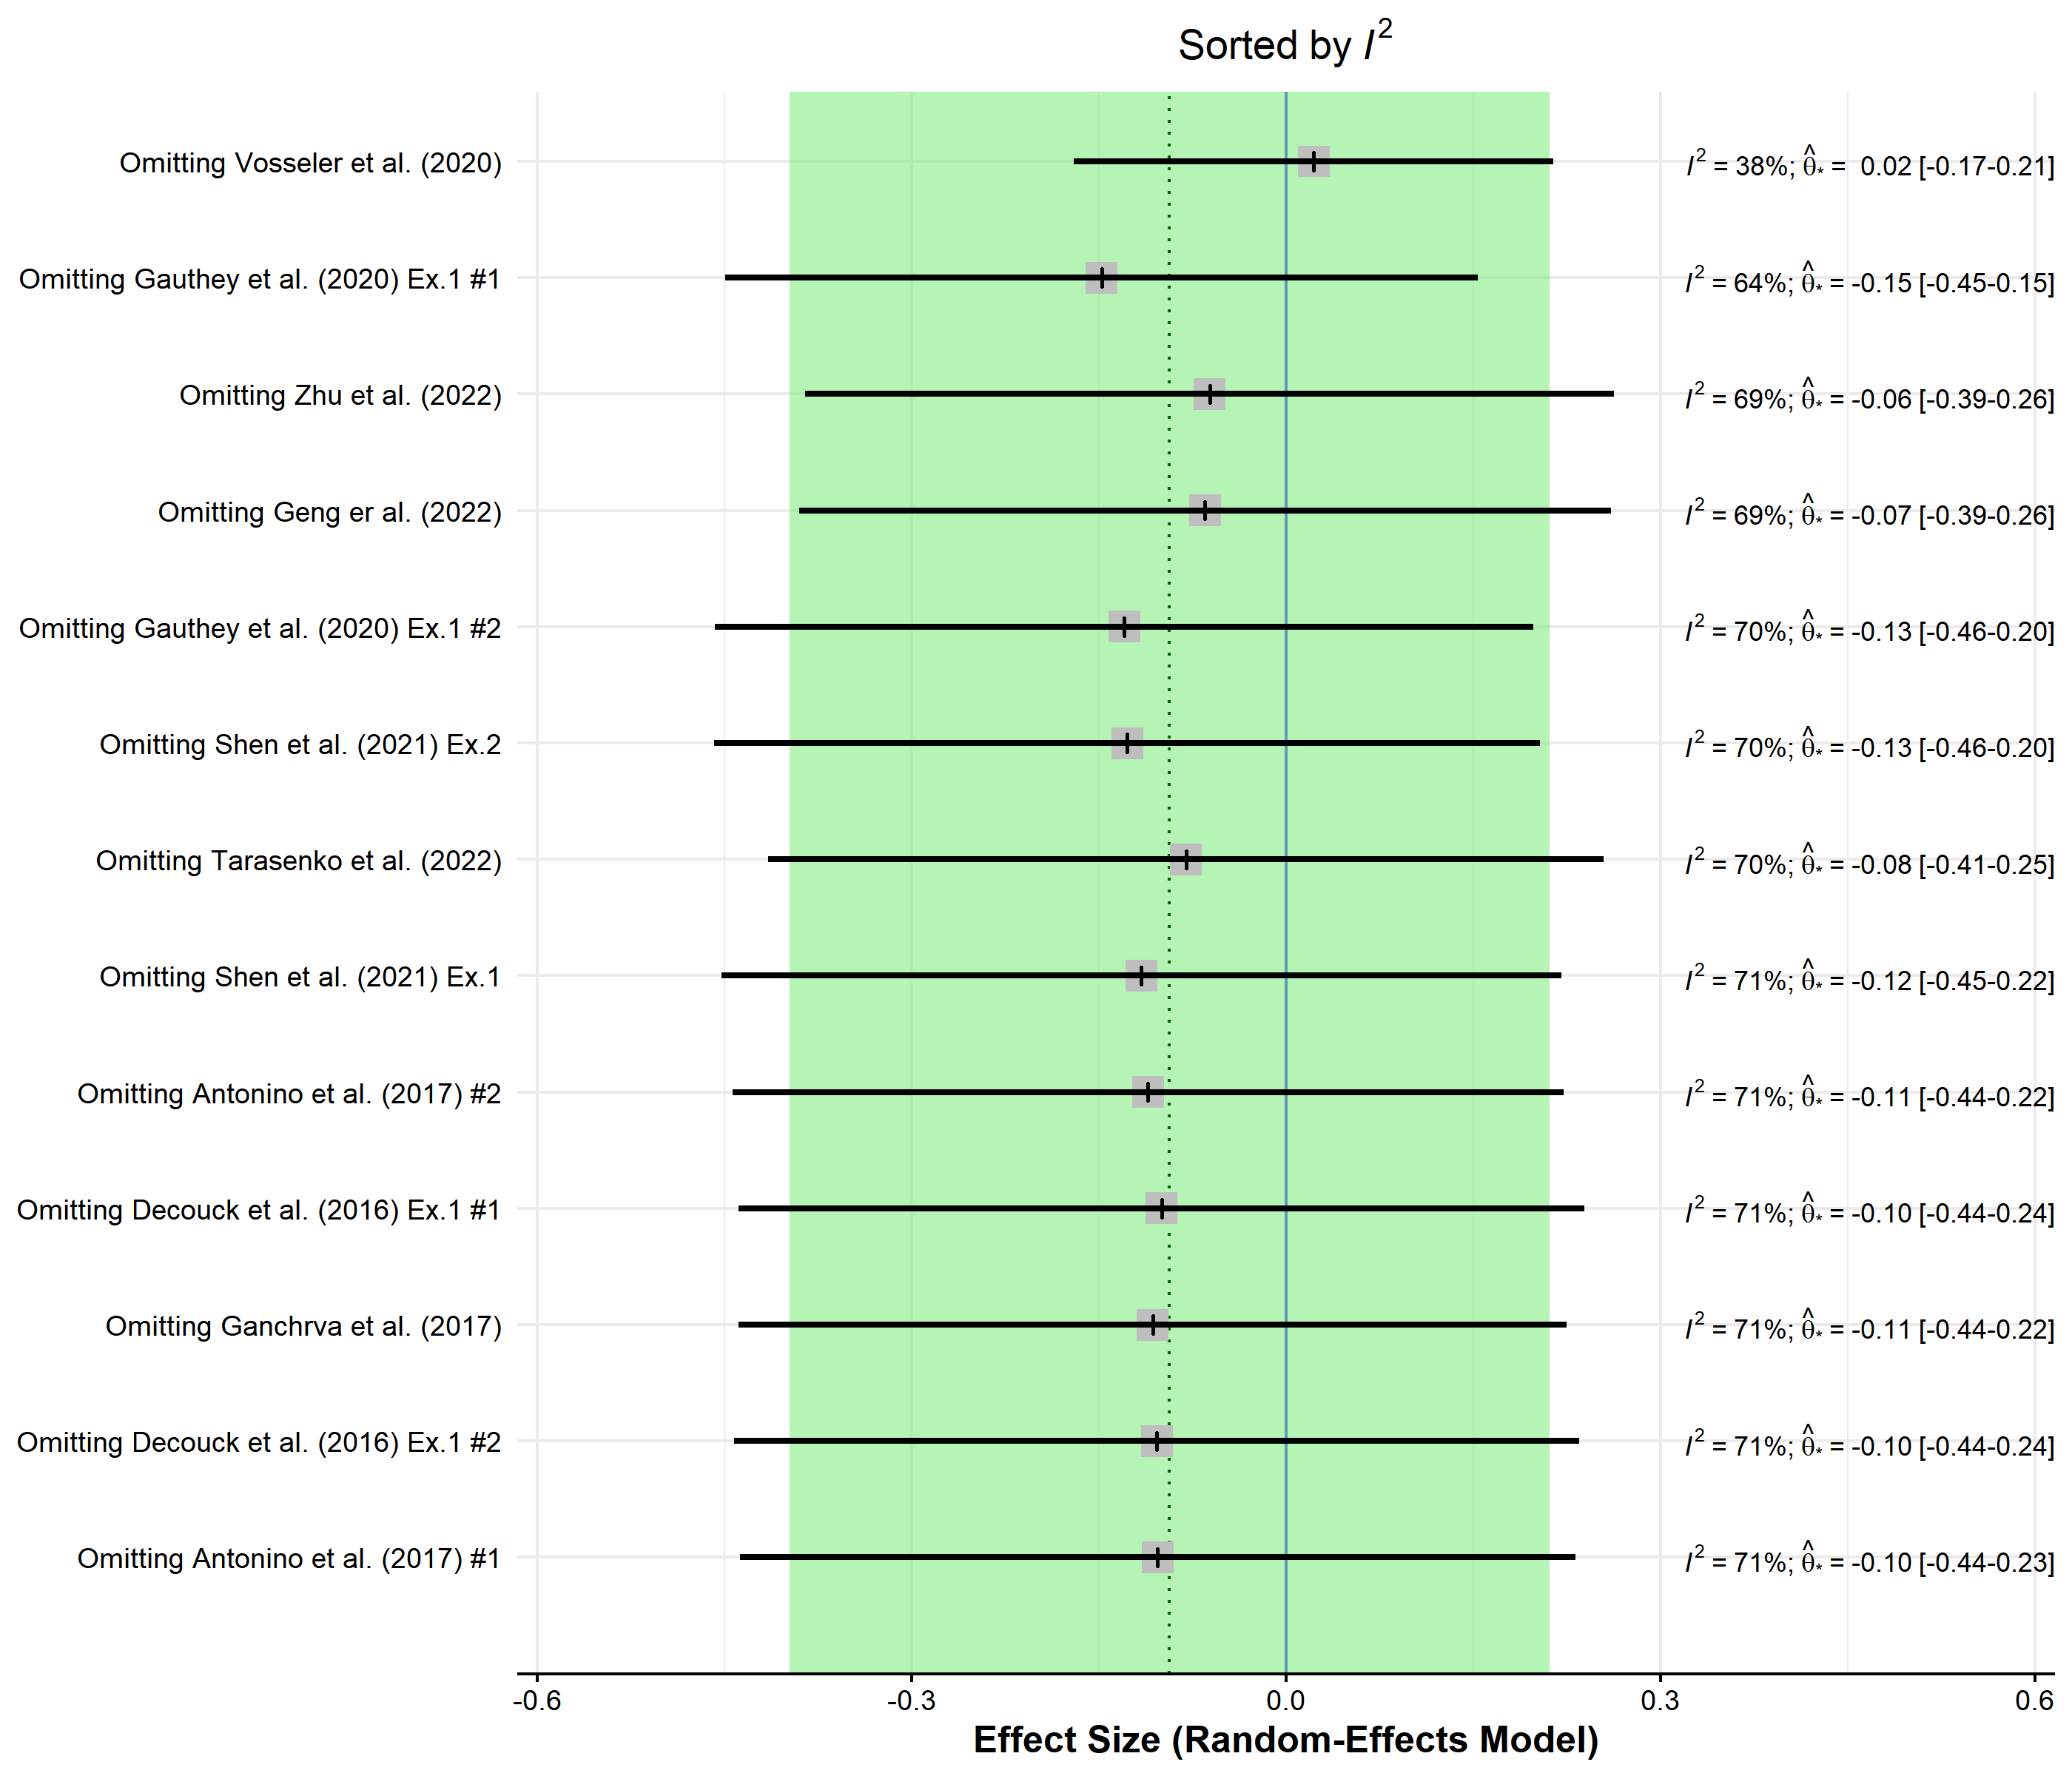 Sorted by I²
Omitting Vosseler et al. (2020) I² = 38%; θ̂* = 0.02 [-0.17-0.21]
Omitting Gauthey et al. (2020) Ex.1 #1 I² = 64%; θ̂* = -0.15 [-0.45-0.15]
Omitting Zhu et al. (2022) I² = 69%; θ̂* = -0.06 [-0.39-0.26]
Omitting Geng er al. (2022) I² = 69%; θ̂* = -0.07 [-0.39-0.26]
Omitting Gauthey et al. (2020) Ex.1 #2 I² = 70%; θ̂* = -0.13 [-0.46-0.20]
Omitting Shen et al. (2021) Ex.2 I² = 70%; θ̂* = -0.13 [-0.46-0.20]
Omitting Tarasenko et al. (2022) I² = 70%; θ̂* = -0.08 [-0.41-0.25]
Omitting Shen et al. (2021) Ex.1 I² = 71%; θ̂* = -0.12 [-0.45-0.22]
Omitting Antonino et al. (2017) #2 I² = 71%; θ̂* = -0.11 [-0.44-0.22]
Omitting Decouck et al. (2016) Ex.1 #1 I² = 71%; θ̂* = -0.10 [-0.44-0.24]
Omitting Ganchrva et al. (2017) I² = 71%; θ̂* = -0.11 [-0.44-0.22]
Omitting Decouck et al. (2016) Ex.1 #2 I² = 71%; θ̂* = -0.10 [-0.44-0.24]
Omitting Antonino et al. (2017) #1 I² = 71%; θ̂* = -0.10 [-0.44-0.23]
-0.6 -0.3 0.0 0.3 0.6
Effect Size (Random-Effects Model)